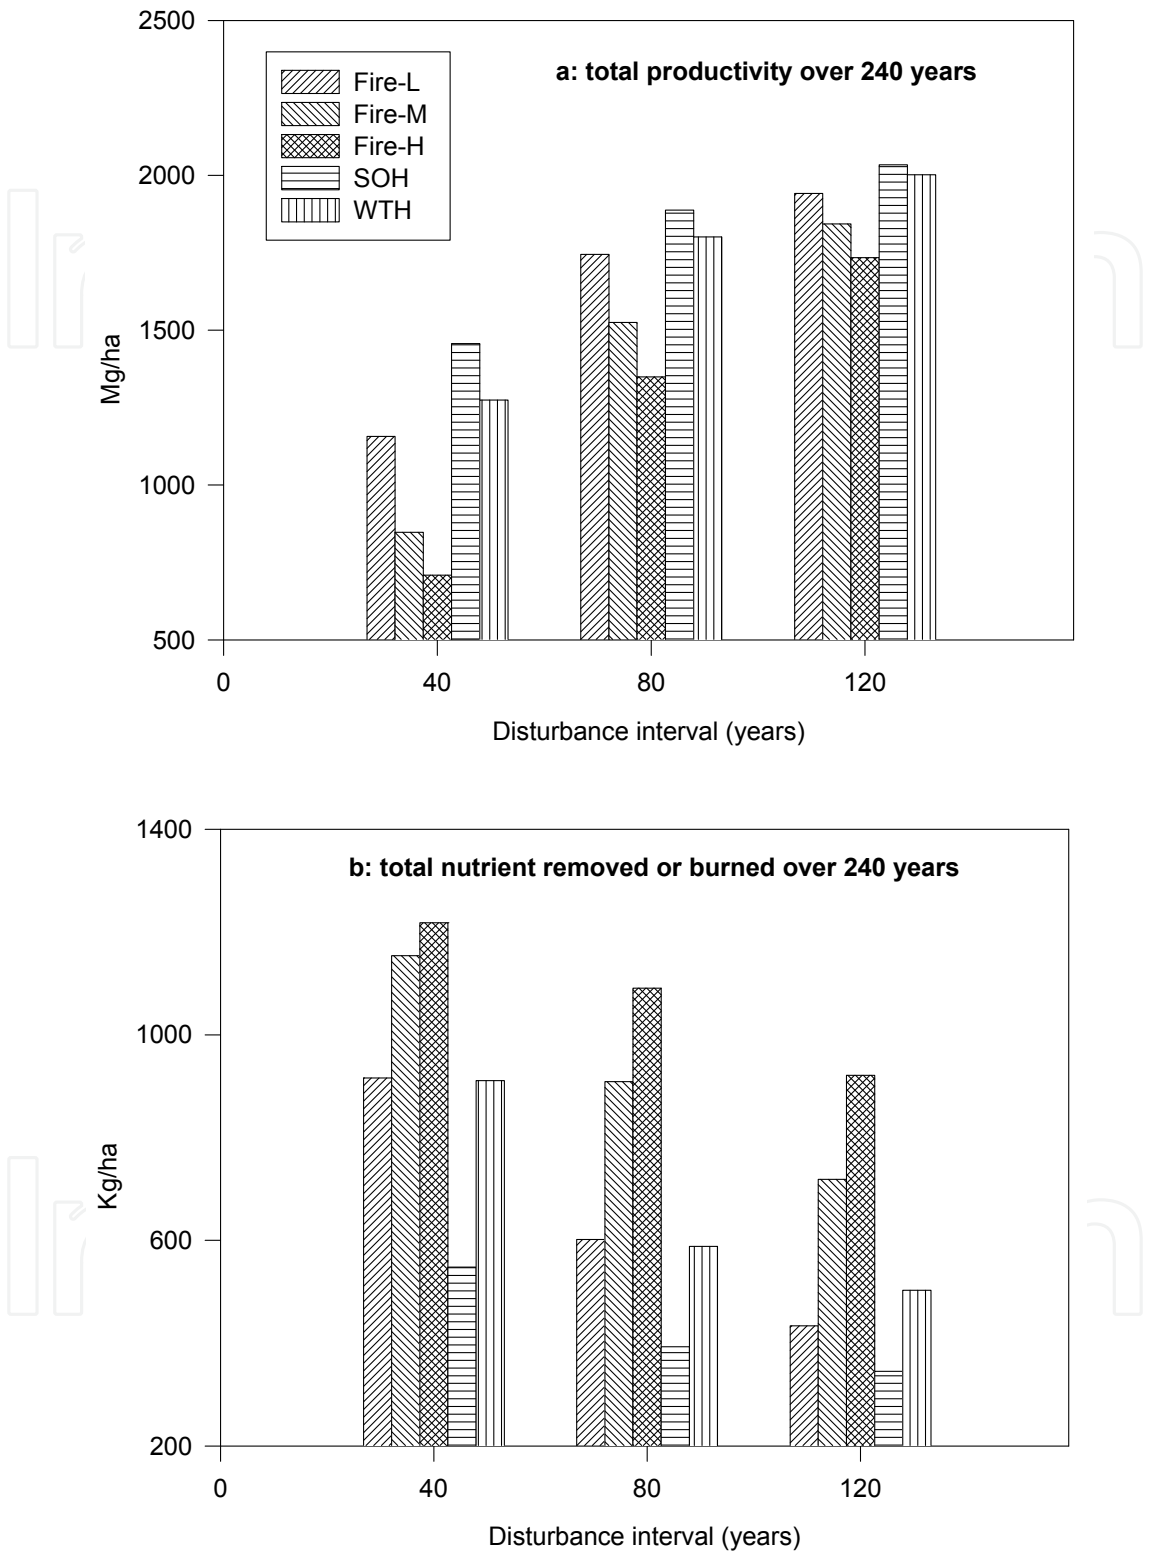 2500
a: total productivity over 240 years
Fire-L
Fire-M
Fire-H
SOH
WTH
2000
1500
Mg/ha
1000
500
0 40 80 120
Disturbance interval (years)
1400
b: total nutrient removed or burned over 240 years
1000
Kg/ha
600
200
0 40 80 120
Disturbance interval (years)